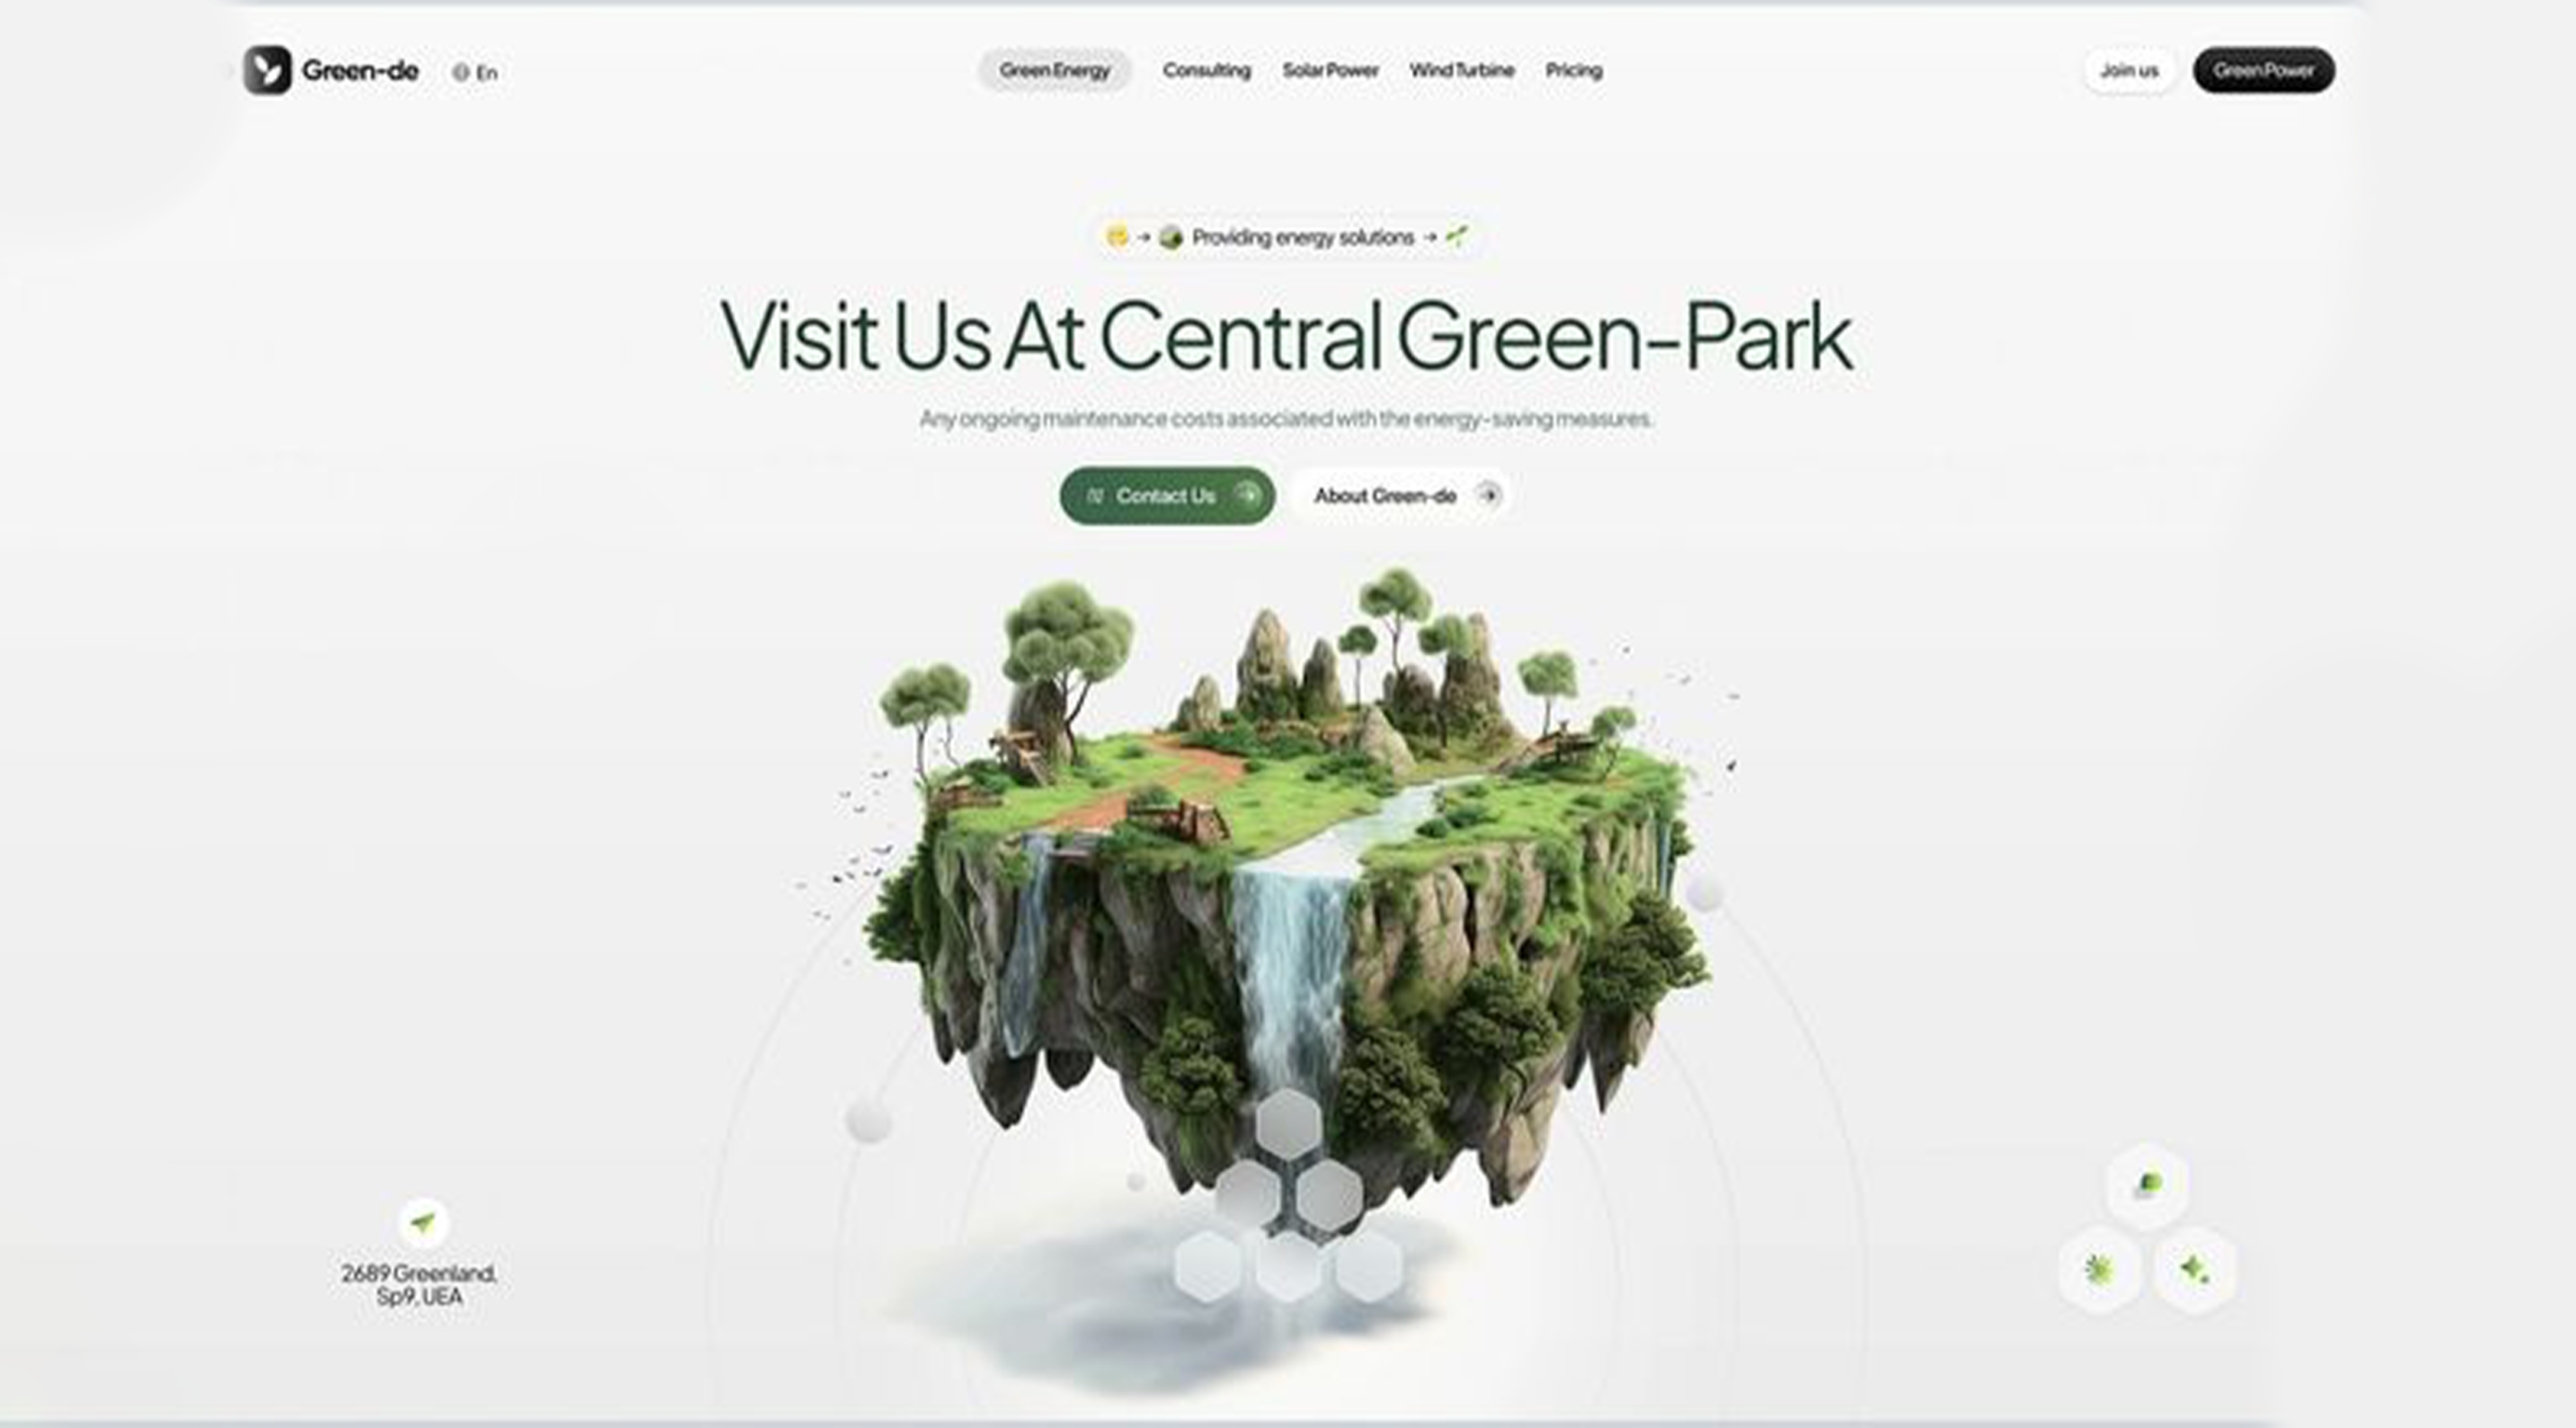 Green-de
En
Green Energy
Consulting
Solar Power
Wind Turbine
Pricing
Join us
Green Power
Providing energy solutions
Visit Us At Central Green-Park
Any ongoing maintenance costs associated with the energy-saving measures.
Contact Us
About Green-de
2689 Greenland,
Sp9, UEA